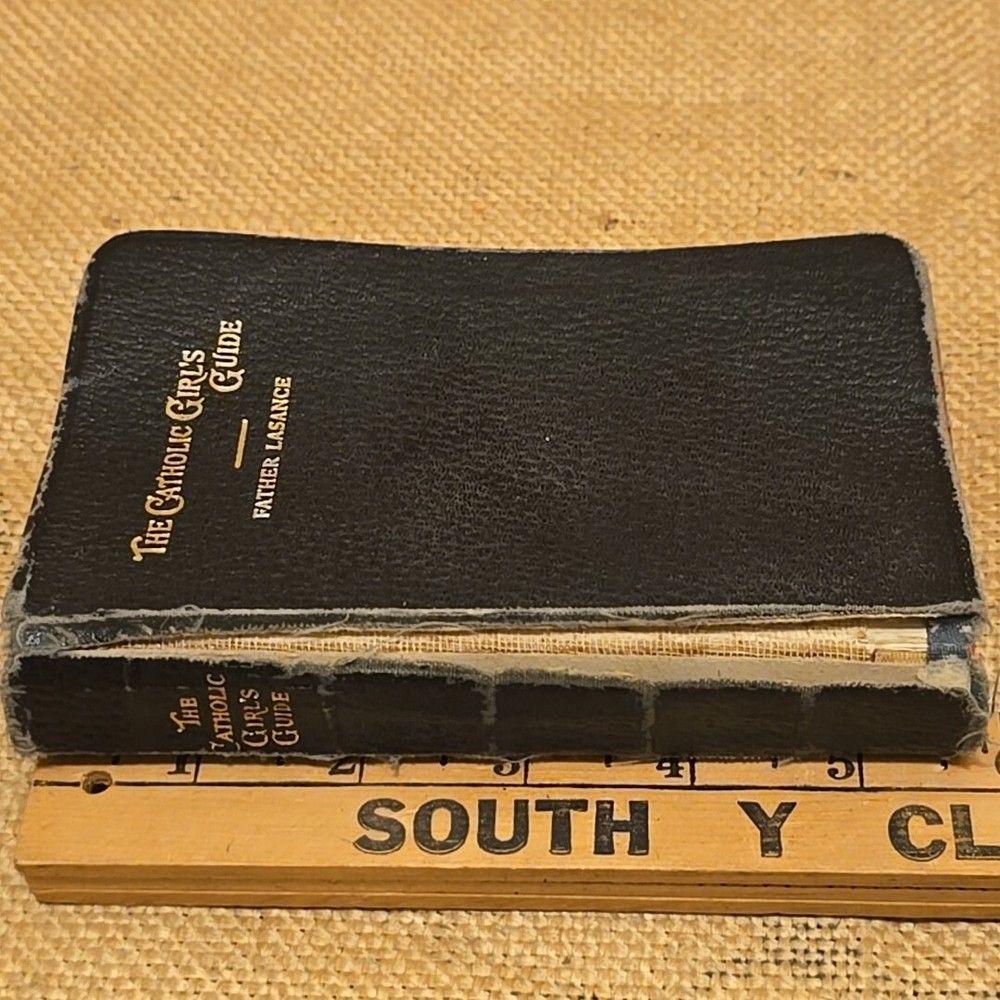 THE CATHOLIC GIRL'S
GUIDE
FATHER LASANCE
THE
CATHOLIC
GIRL'S
GUIDE
1 2 3 4 5
SOUTH Y CL